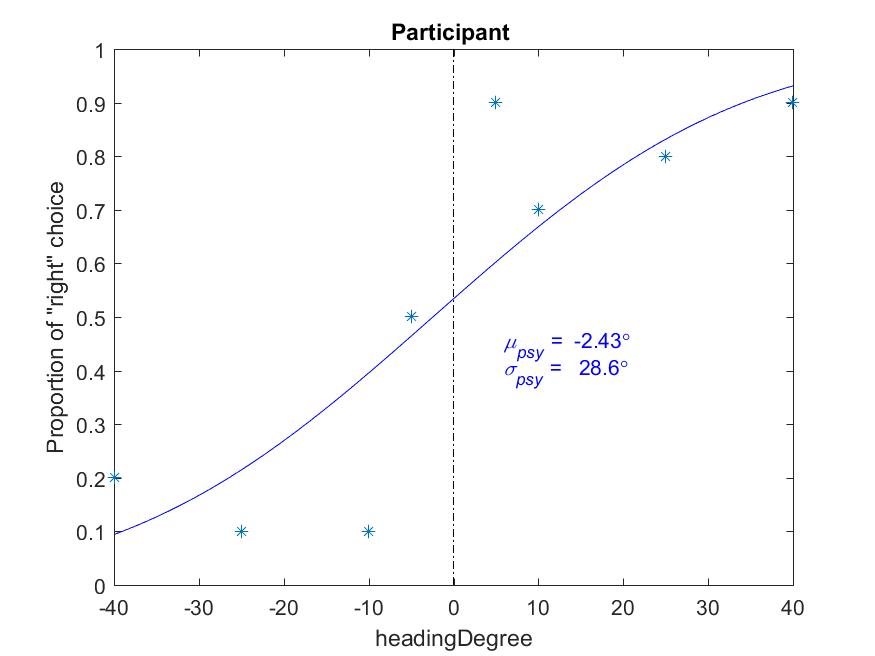 Participant
1
0.9
0.8
0.7
0.6
0.5
0.4
0.3
0.2
0.1
0
Proportion of "right" choice
μpsy = -2.43°
σpsy = 28.6°
-40 -30 -20 -10 0 10 20 30 40
headingDegree